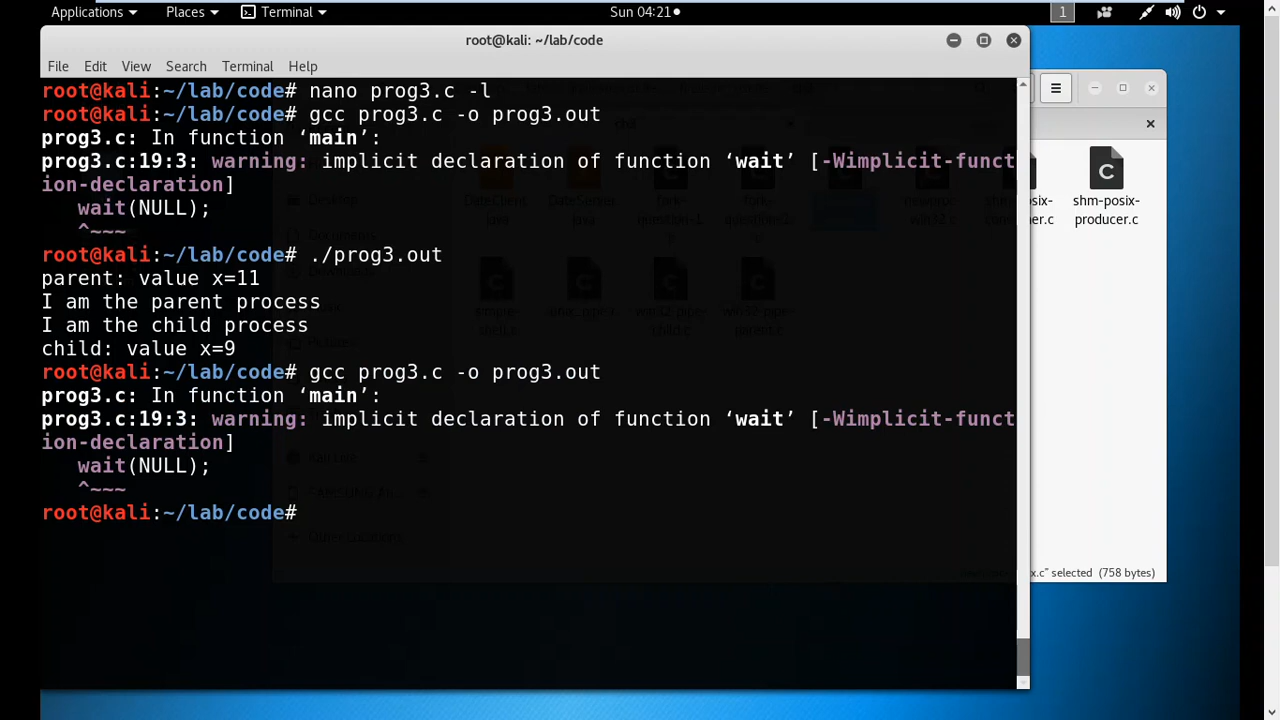 Applications
Places
Terminal
Sun 04:21
1
root@kali: ~/lab/code
File Edit View Search Terminal Help
root@kali:~/lab/code# nano prog3.c -l
root@kali:~/lab/code# gcc prog3.c -o prog3.out
prog3.c: In function ‘main’:
prog3.c:19:3: warning: implicit declaration of function ‘wait’ [-Wimplicit-funct
ion-declaration]
wait(NULL);
^~~~
root@kali:~/lab/code# ./prog3.out
parent: value x=11
I am the parent process
I am the child process
child: value x=9
root@kali:~/lab/code# gcc prog3.c -o prog3.out
prog3.c: In function ‘main’:
prog3.c:19:3: warning: implicit declaration of function ‘wait’ [-Wimplicit-funct
ion-declaration]
wait(NULL);
^~~~
root@kali:~/lab/code#
shm-posix-
producer.c
selected (758 bytes)